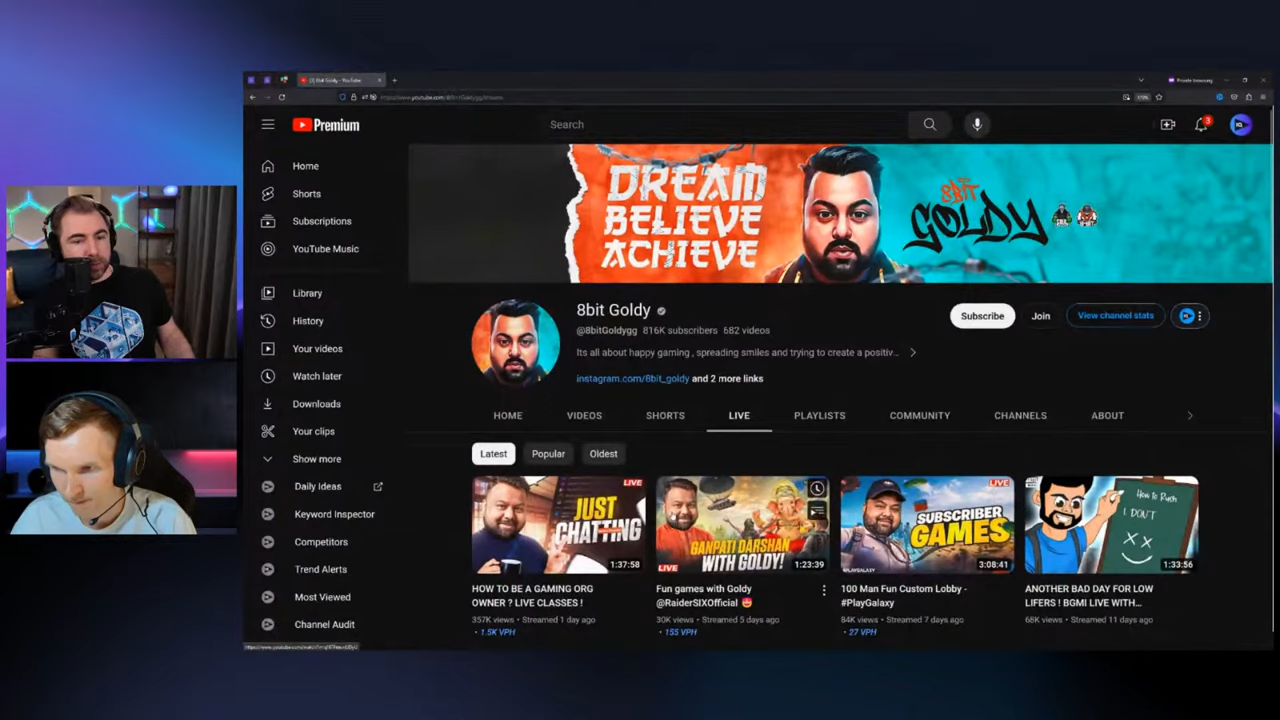 8bit Goldy - YouTube
Private browsing
Premium
Search
3
Home
Shorts
Subscriptions
YouTube Music
Library
History
Your videos
Watch later
Downloads
Your clips
Show more
Daily Ideas
Keyword Inspector
Competitors
Trend Alerts
Most Viewed
Channel Audit
DREAM
BELIEVE
ACHIEVE
8BIT
GOLDY
8bit Goldy
@8bitGoldygg 816K subscribers 682 videos
Its all about happy gaming , spreading smiles and trying to create a positiv...
instagram.com/8bit_goldy and 2 more links
Subscribe
Join
View channel stats
HOME
VIDEOS
SHORTS
LIVE
PLAYLISTS
COMMUNITY
CHANNELS
ABOUT
Latest
Popular
Oldest
LIVE
JUST
CHATTING
1:37:58
GANPATI DARSHAN
WITH GOLDY!
LIVE
1:23:39
LIVE
SUBSCRIBER
GAMES
#PLAYGALAXY
3:08:41
How to Rush
I DON'T
X X
1:33:56
HOW TO BE A GAMING ORG
OWNER ? LIVE CLASSES !
357K views • Streamed 1 day ago
• 1.5K VPH
Fun games with Goldy
@RaiderSIXOfficial 🤩
30K views • Streamed 5 days ago
• 155 VPH
100 Man Fun Custom Lobby -
#PlayGalaxy
84K views • Streamed 7 days ago
• 27 VPH
ANOTHER BAD DAY FOR LOW
LIFERS ! BGMI LIVE WITH...
68K views • Streamed 11 days ago